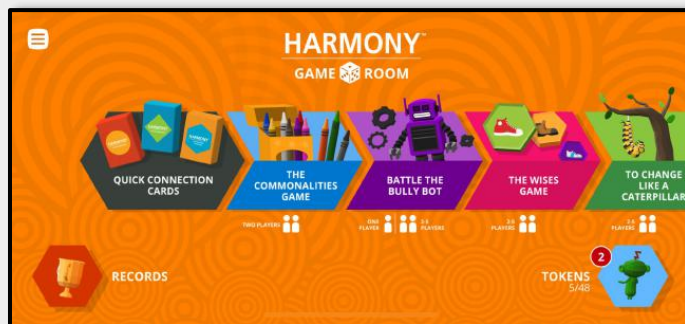 HARMONY™
GAME ROOM
QUICK CONNECTION
CARDS
THE
COMMONALITIES
GAME
BATTLE THE
BULLY BOT
THE WISES
GAME
TO CHANGE
LIKE A
CATERPILLAR
TWO PLAYERS
ONE
PLAYER
PLAYERS
PLAYERS
PLAYERS
RECORDS
2
TOKENS
5/48